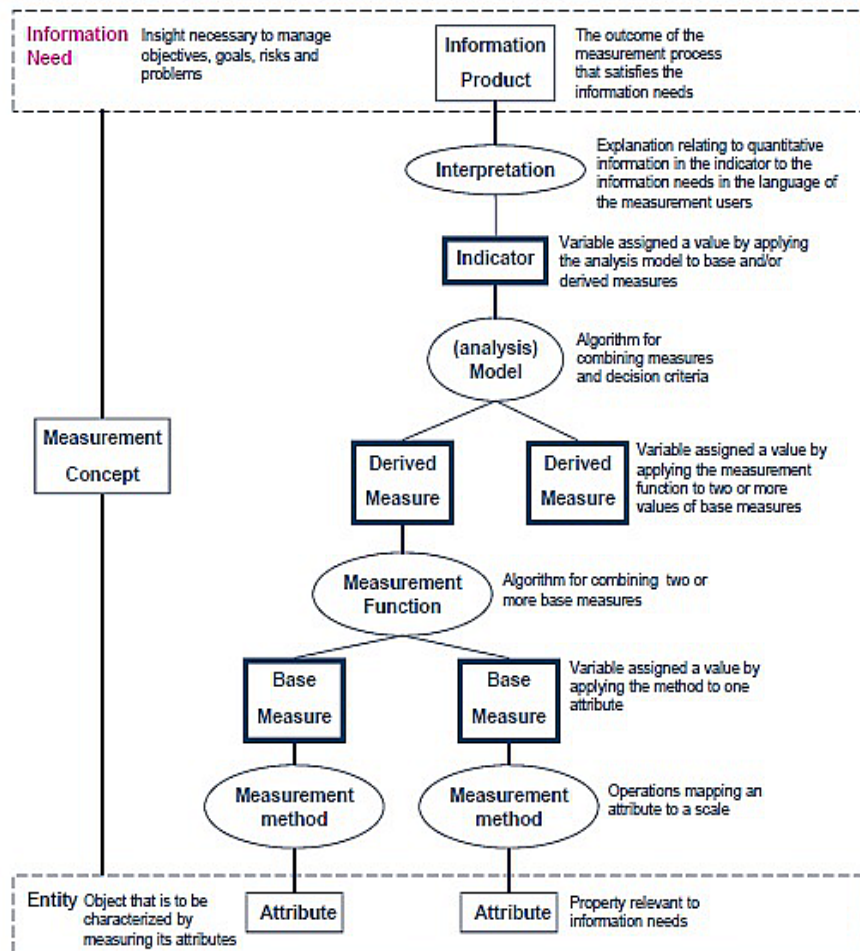 Information
Need
Insight necessary to manage
objectives, goals, risks and
problems
Information
Product
The outcome of the
measurement process
that satisfies the
information needs
Interpretation
Explanation relating to quantitative
information in the indicator to the
information needs in the language of
the measurement users
Indicator
Variable assigned a value by applying
the analysis model to base and/or
derived measures
(analysis)
Model
Algorithm for
combining measures
and decision criteria
Measurement
Concept
Derived
Measure
Derived
Measure
Variable assigned a value by
applying the measurement
function to two or more
values of base measures
Measurement
Function
Algorithm for combining two or
more base measures
Base
Measure
Base
Measure
Variable assigned a value by
applying the method to one
attribute
Measurement
method
Measurement
method
Operations mapping an
attribute to a scale
Entity
Object that is to be
characterized by
measuring its attributes
Attribute
Attribute
Property relevant to
information needs